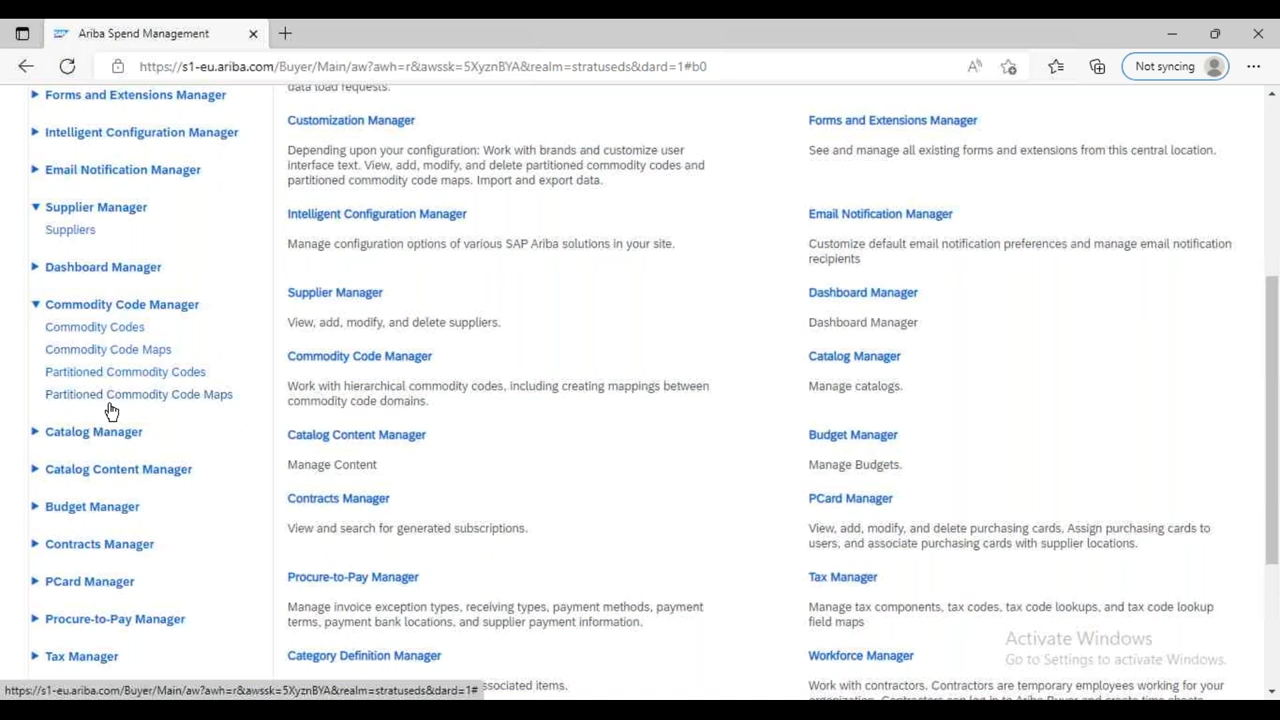 Ariba Spend Management
https://s1-eu.ariba.com/Buyer/Main/aw?awh=r&awssk=5XyznBYA&realm=stratuseds&dard=1#b0
Not syncing
Forms and Extensions Manager
Intelligent Configuration Manager
Email Notification Manager
Supplier Manager
Suppliers
Dashboard Manager
Commodity Code Manager
Commodity Codes
Commodity Code Maps
Partitioned Commodity Codes
Partitioned Commodity Code Maps
Catalog Manager
Catalog Content Manager
Budget Manager
Contracts Manager
PCard Manager
Procure-to-Pay Manager
Tax Manager
data load requests.
Customization Manager
Depending upon your configuration: Work with brands and customize user
interface text. View, add, modify, and delete partitioned commodity codes and
partitioned commodity code maps. Import and export data.
Forms and Extensions Manager
See and manage all existing forms and extensions from this central location.
Intelligent Configuration Manager
Manage configuration options of various SAP Ariba solutions in your site.
Email Notification Manager
Customize default email notification preferences and manage email notification
recipients
Supplier Manager
View, add, modify, and delete suppliers.
Dashboard Manager
Dashboard Manager
Commodity Code Manager
Work with hierarchical commodity codes, including creating mappings between
commodity code domains.
Catalog Manager
Manage catalogs.
Catalog Content Manager
Manage Content
Budget Manager
Manage Budgets.
Contracts Manager
View and search for generated subscriptions.
PCard Manager
View, add, modify, and delete purchasing cards. Assign purchasing cards to
users, and associate purchasing cards with supplier locations.
Procure-to-Pay Manager
Manage invoice exception types, receiving types, payment methods, payment
terms, payment bank locations, and supplier payment information.
Tax Manager
Manage tax components, tax codes, tax code lookups, and tax code lookup
field maps
Category Definition Manager
ssociated items.
Workforce Manager
Work with contractors. Contractors are temporary employees working for your
organization. Contractors can log in to Ariba Buyer and create time sheets
Activate Windows
Go to Settings to activate Windows.
https://s1-eu.ariba.com/Buyer/Main/aw?awh=r&awssk=5XyznBYA&realm=stratuseds&dard=1#